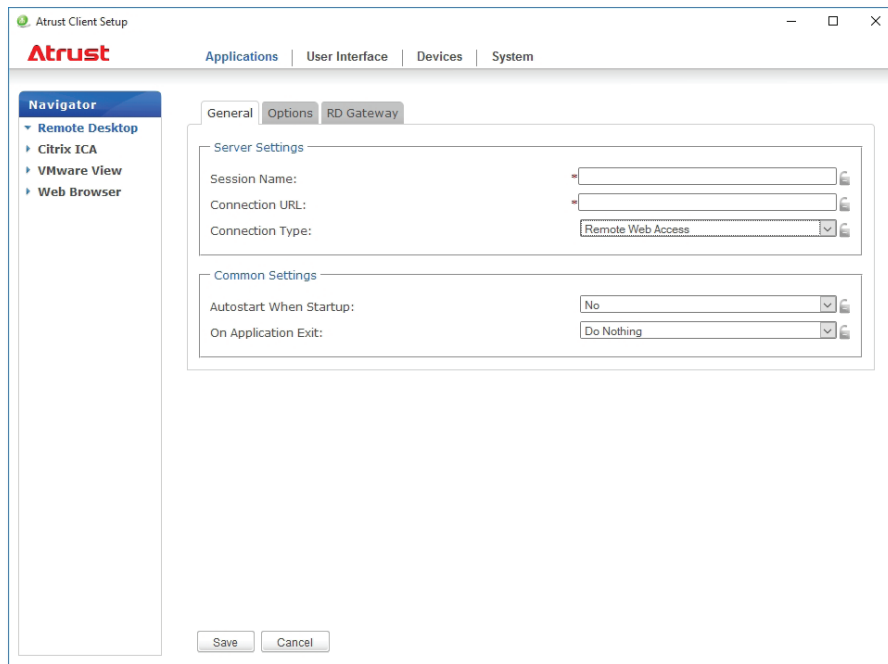 Atrust Client Setup
Atrust
Applications | User Interface | Devices | System
Navigator
Remote Desktop
Citrix ICA
VMware View
Web Browser
General Options RD Gateway
Server Settings
Session Name: *
Connection URL: *
Connection Type: Remote Web Access
Common Settings
Autostart When Startup: No
On Application Exit: Do Nothing
Save Cancel